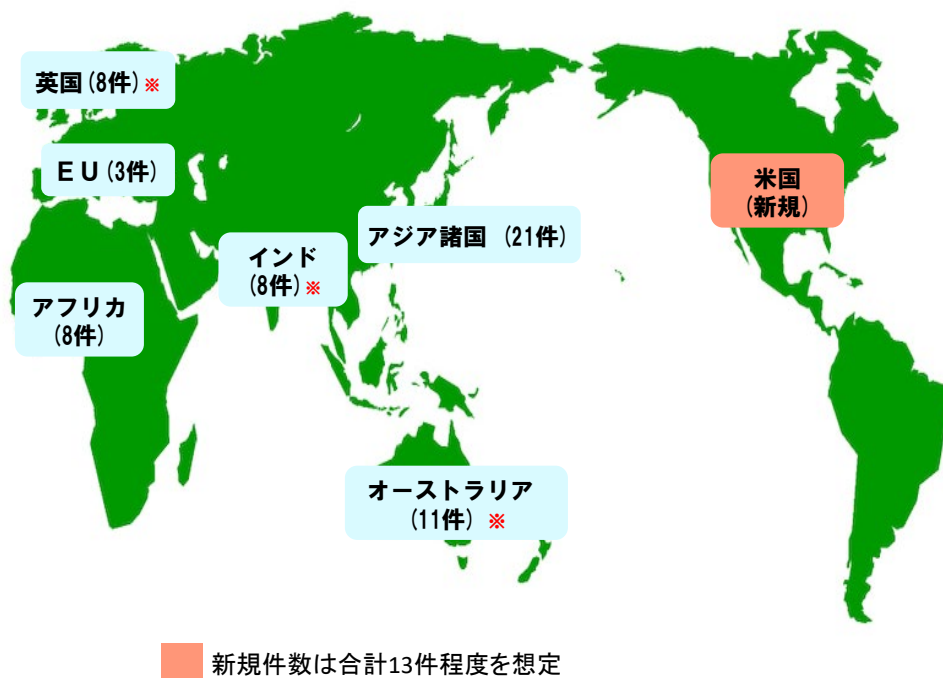 英国(8件)※
EU(3件)
米国
(新規)
アジア諸国 (21件)
インド
(8件)※
アフリカ
(8件)
オーストラリア
(11件) ※
新規件数は合計13件程度を想定